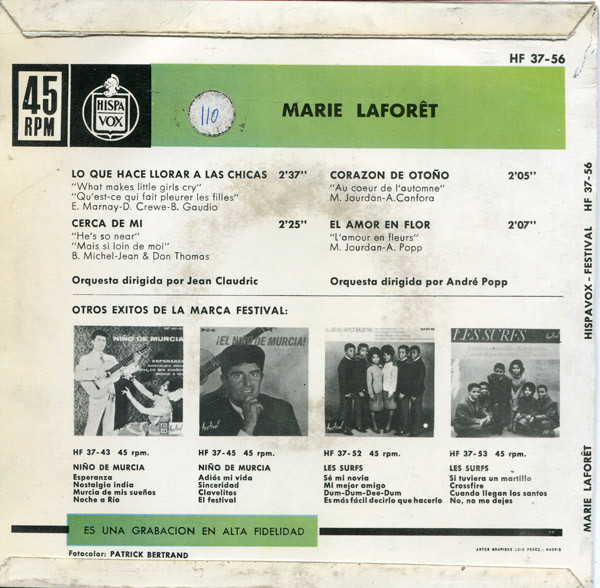 HF 37-56
45
RPM
HISPA
VOX
110
MARIE LAFORÊT
LO QUE HACE LLORAR A LAS CHICAS 2'37"
"What makes little girls cry"
"Qu'est-ce qui fait pleurer les filles"
E. Marnay-D. Crewe-B. Gaudio
CERCA DE MI 2'25"
"He's so near"
"Mais si loin de moi"
B. Michel-Jean & Don Thomas
Orquesta dirigida por Jean Claudric
CORAZON DE OTOÑO 2'05"
"Au coeur de l'automne"
M. Jourdan-A. Canfora
EL AMOR EN FLOR 2'07"
"L'amour en fleurs"
M. Jourdan-A. Popp
Orquesta dirigida por André Popp
OTROS EXITOS DE LA MARCA FESTIVAL:
NIÑO DE MURCIA
ESPERANZA
¡EL NIÑO DE MURCIA!
LES SURFS
LES SURFS
HF 37-43 45 rpm.
NIÑO DE MURCIA
Esperanza
Nostalgia india
Murcia de mis sueños
Noche a Río
HF 37-45 45 rpm.
NIÑO DE MURCIA
Adiós mi vida
Sinceridad
Clavelitos
El festival
HF 37-52 45 rpm.
LES SURFS
Sé mi novia
Mi mejor amigo
Dum-Dum-Dee-Dum
Es más fácil decirlo que hacerlo
HF 37-53 45 rpm.
LES SURFS
Si tuviera un martillo
Crossfire
Cuando llegan los santos
No, no me dejes
ES UNA GRABACION EN ALTA FIDELIDAD
Fotocolor: PATRICK BERTRAND
ARTES GRAFICAS LUIS PEREZ. - MADRID
MARIE LAFORÊT HISPAVOX - FESTIVAL HF 37-56